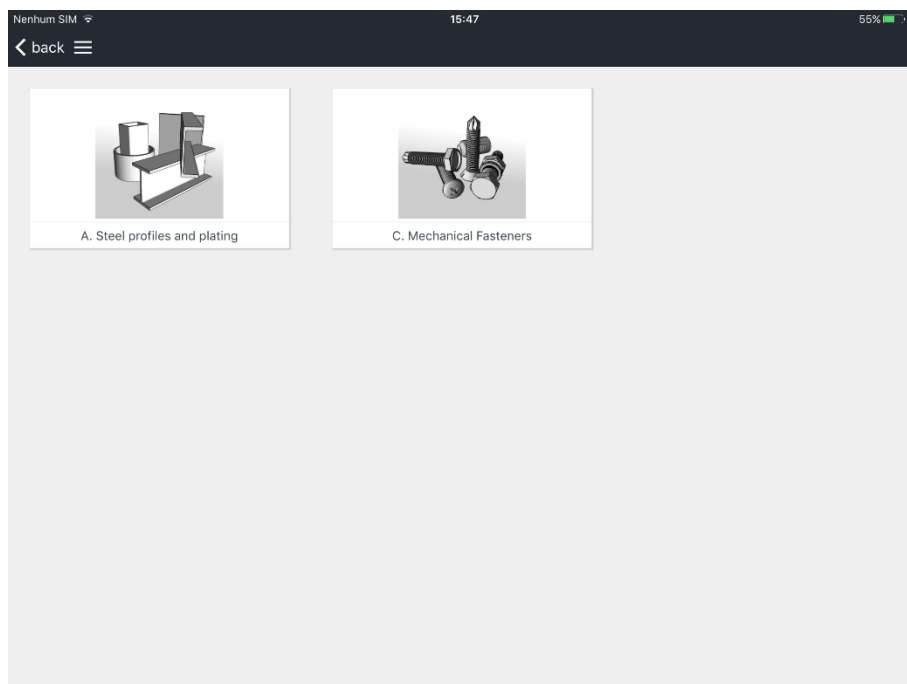 Nenhum SIM
15:47
55%
back
A. Steel profiles and plating
C. Mechanical Fasteners